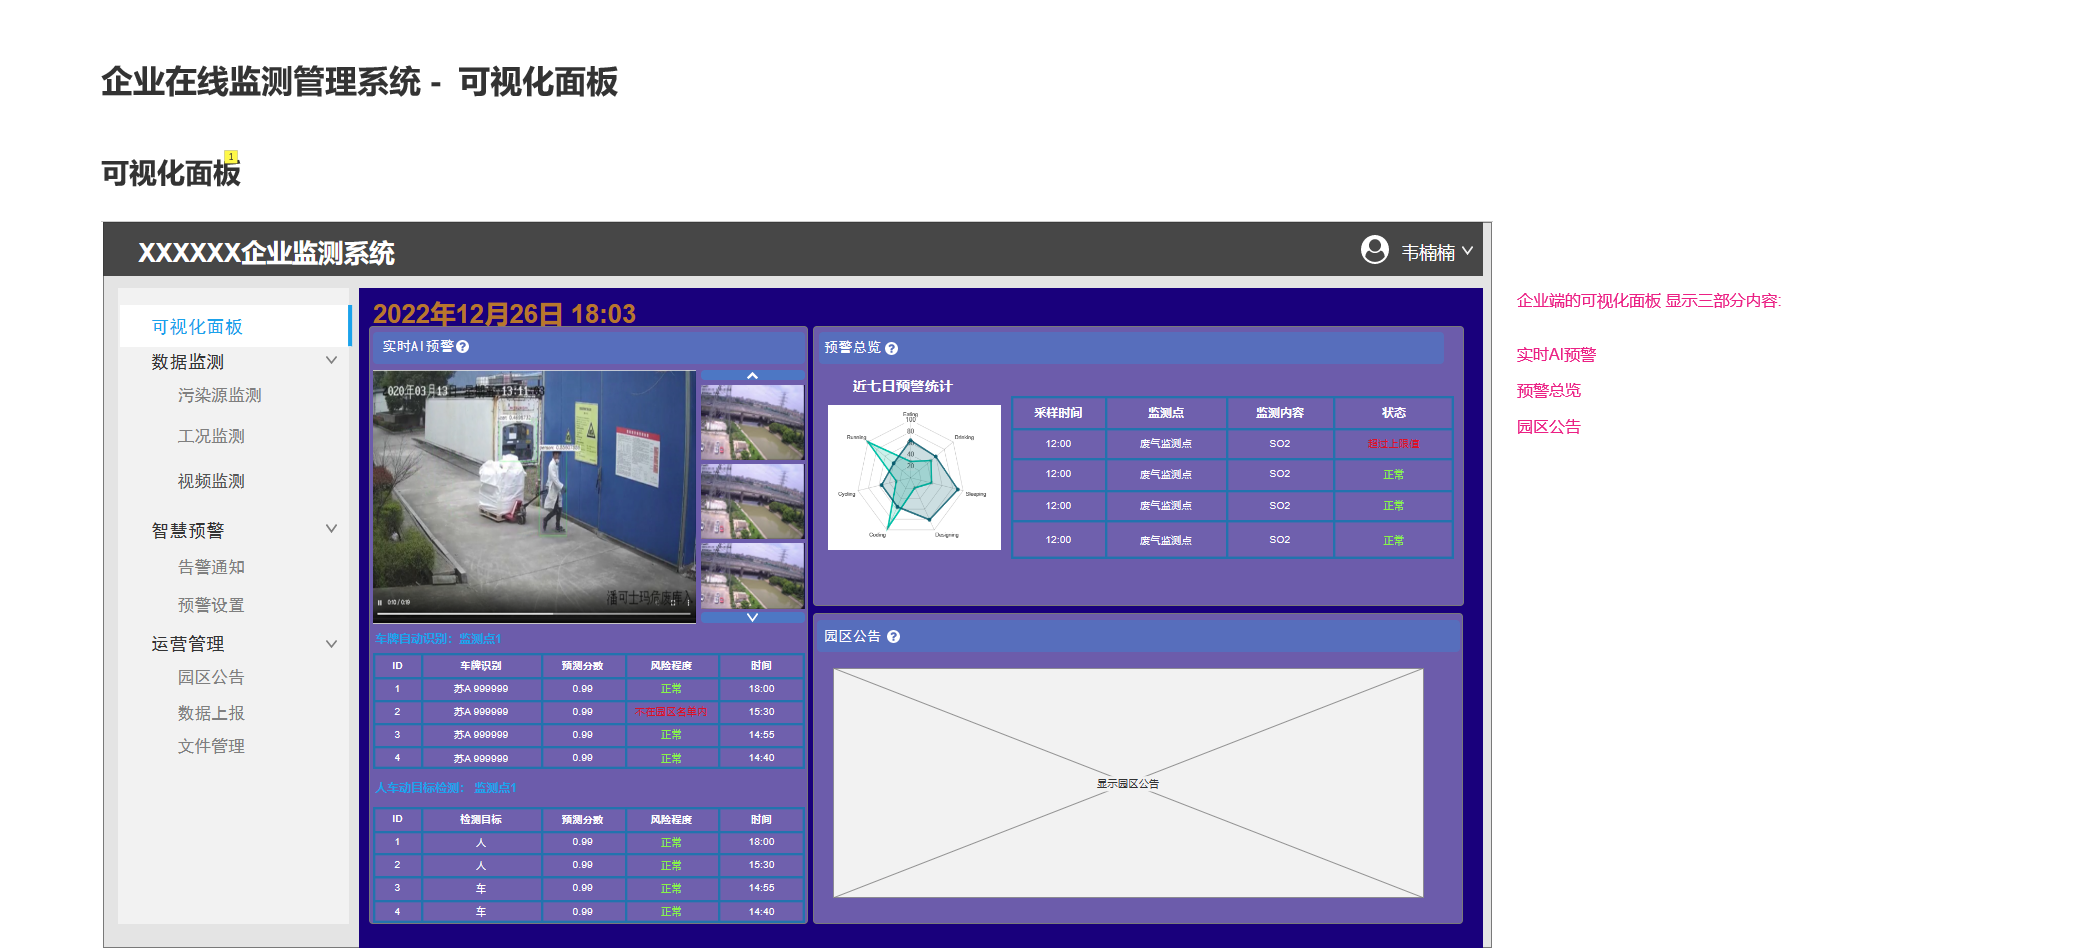 企业在线监测管理系统 - 可视化面板
可视化面板
1
XXXXXX企业监测系统
韦楠楠
可视化面板
数据监测
污染源监测
工况监测
视频监测
智慧预警
告警通知
预警设置
运营管理
园区公告
数据上报
文件管理
2022年12月26日 18:03
实时AI预警
潘可士玛危废库
0:10 / 0:19
车牌自动识别: 监测点1
ID 车牌识别 预测分数 风险程度 时间
1 苏A 999999 0.99 正常 18:00
2 苏A 999999 0.99 不在园区名单内 15:30
3 苏A 999999 0.99 正常 14:55
4 苏A 999999 0.99 正常 14:40
人车动目标检测: 监测点1
ID 检测目标 预测分数 风险程度 时间
1 人 0.99 正常 18:00
2 人 0.99 正常 15:30
3 车 0.99 正常 14:55
4 车 0.99 正常 14:40
预警总览
近七日预警统计
Eating
100
80
40
20
Running
Drinking
Cycling
Sleeping
Coding
Designing
采样时间 监测点 监测内容 状态
12:00 废气监测点 SO2 超过上限值
12:00 废气监测点 SO2 正常
12:00 废气监测点 SO2 正常
12:00 废气监测点 SO2 正常
园区公告
显示园区公告
企业端的可视化面板 显示三部分内容:
实时AI预警
预警总览
园区公告